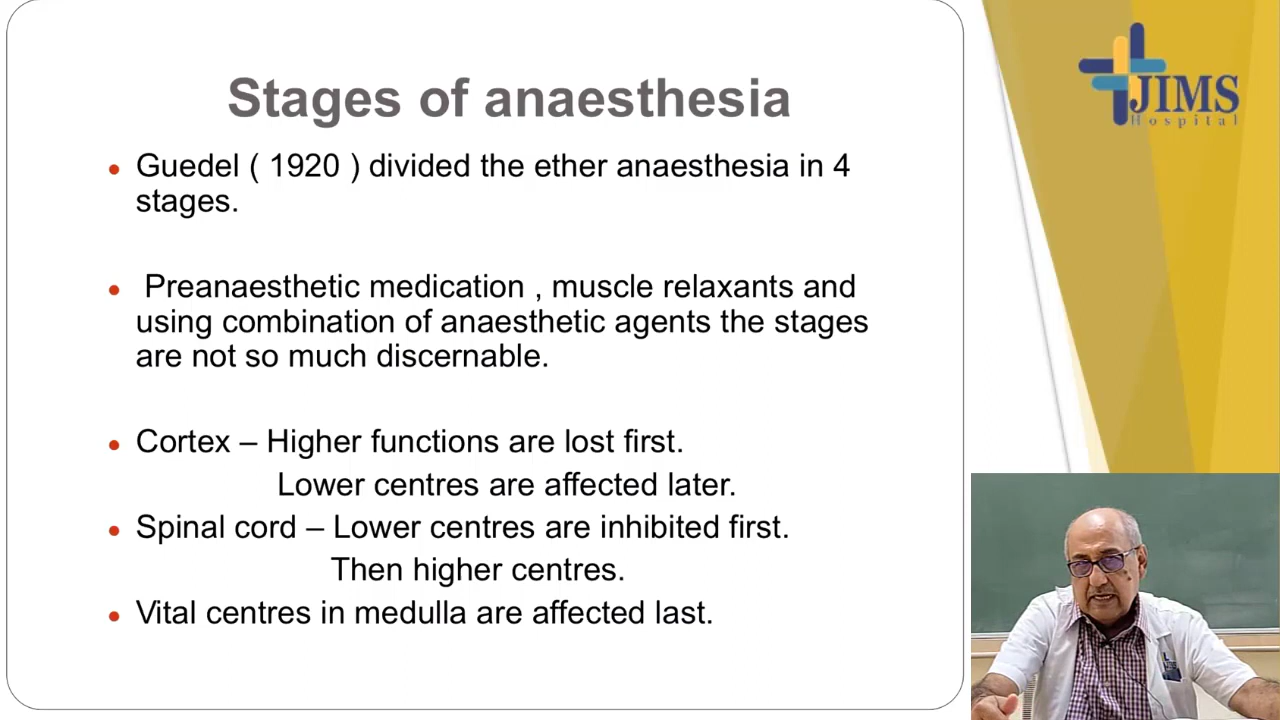 Stages of anaesthesia
JIMS
Hospital
• Guedel ( 1920 ) divided the ether anaesthesia in 4
stages.
• Preanaesthetic medication , muscle relaxants and
using combination of anaesthetic agents the stages
are not so much discernable.
• Cortex – Higher functions are lost first.
Lower centres are affected later.
• Spinal cord – Lower centres are inhibited first.
Then higher centres.
• Vital centres in medulla are affected last.